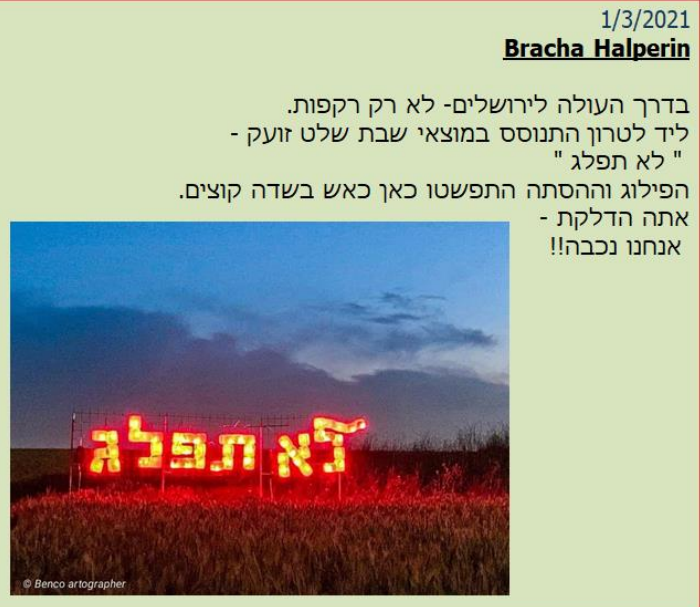 1/3/2021
Bracha Halperin
בדרך העולה לירושלים- לא רק רקפות.
ליד לטרון התנוסס במוצאי שבת שלט זועק -
" לא תפלג "
הפילוג וההסתה התפשטו כאן כאש בשדה קוצים.
אתה הדלקת -
אנחנו נכבה!!
לא תפלג
© Benco artographer